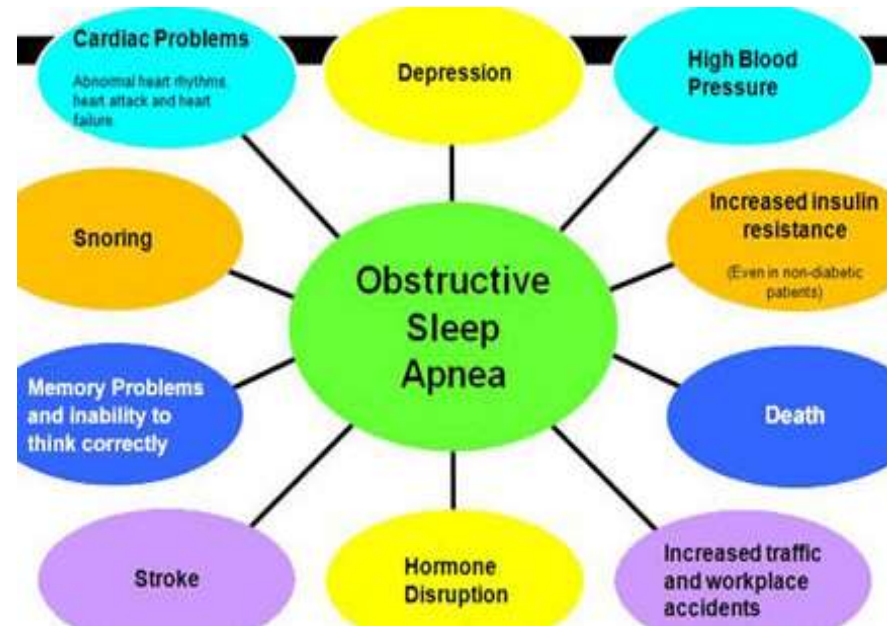 Cardiac Problems
Abnormal heart rhythms,
heart attack and heart
failure
Depression
High Blood
Pressure
Snoring
Increased insulin
resistance
(Even in non-diabetic
patients)
Obstructive
Sleep
Apnea
Memory Problems
and inability to
think correctly
Death
Stroke
Hormone
Disruption
Increased traffic
and workplace
accidents